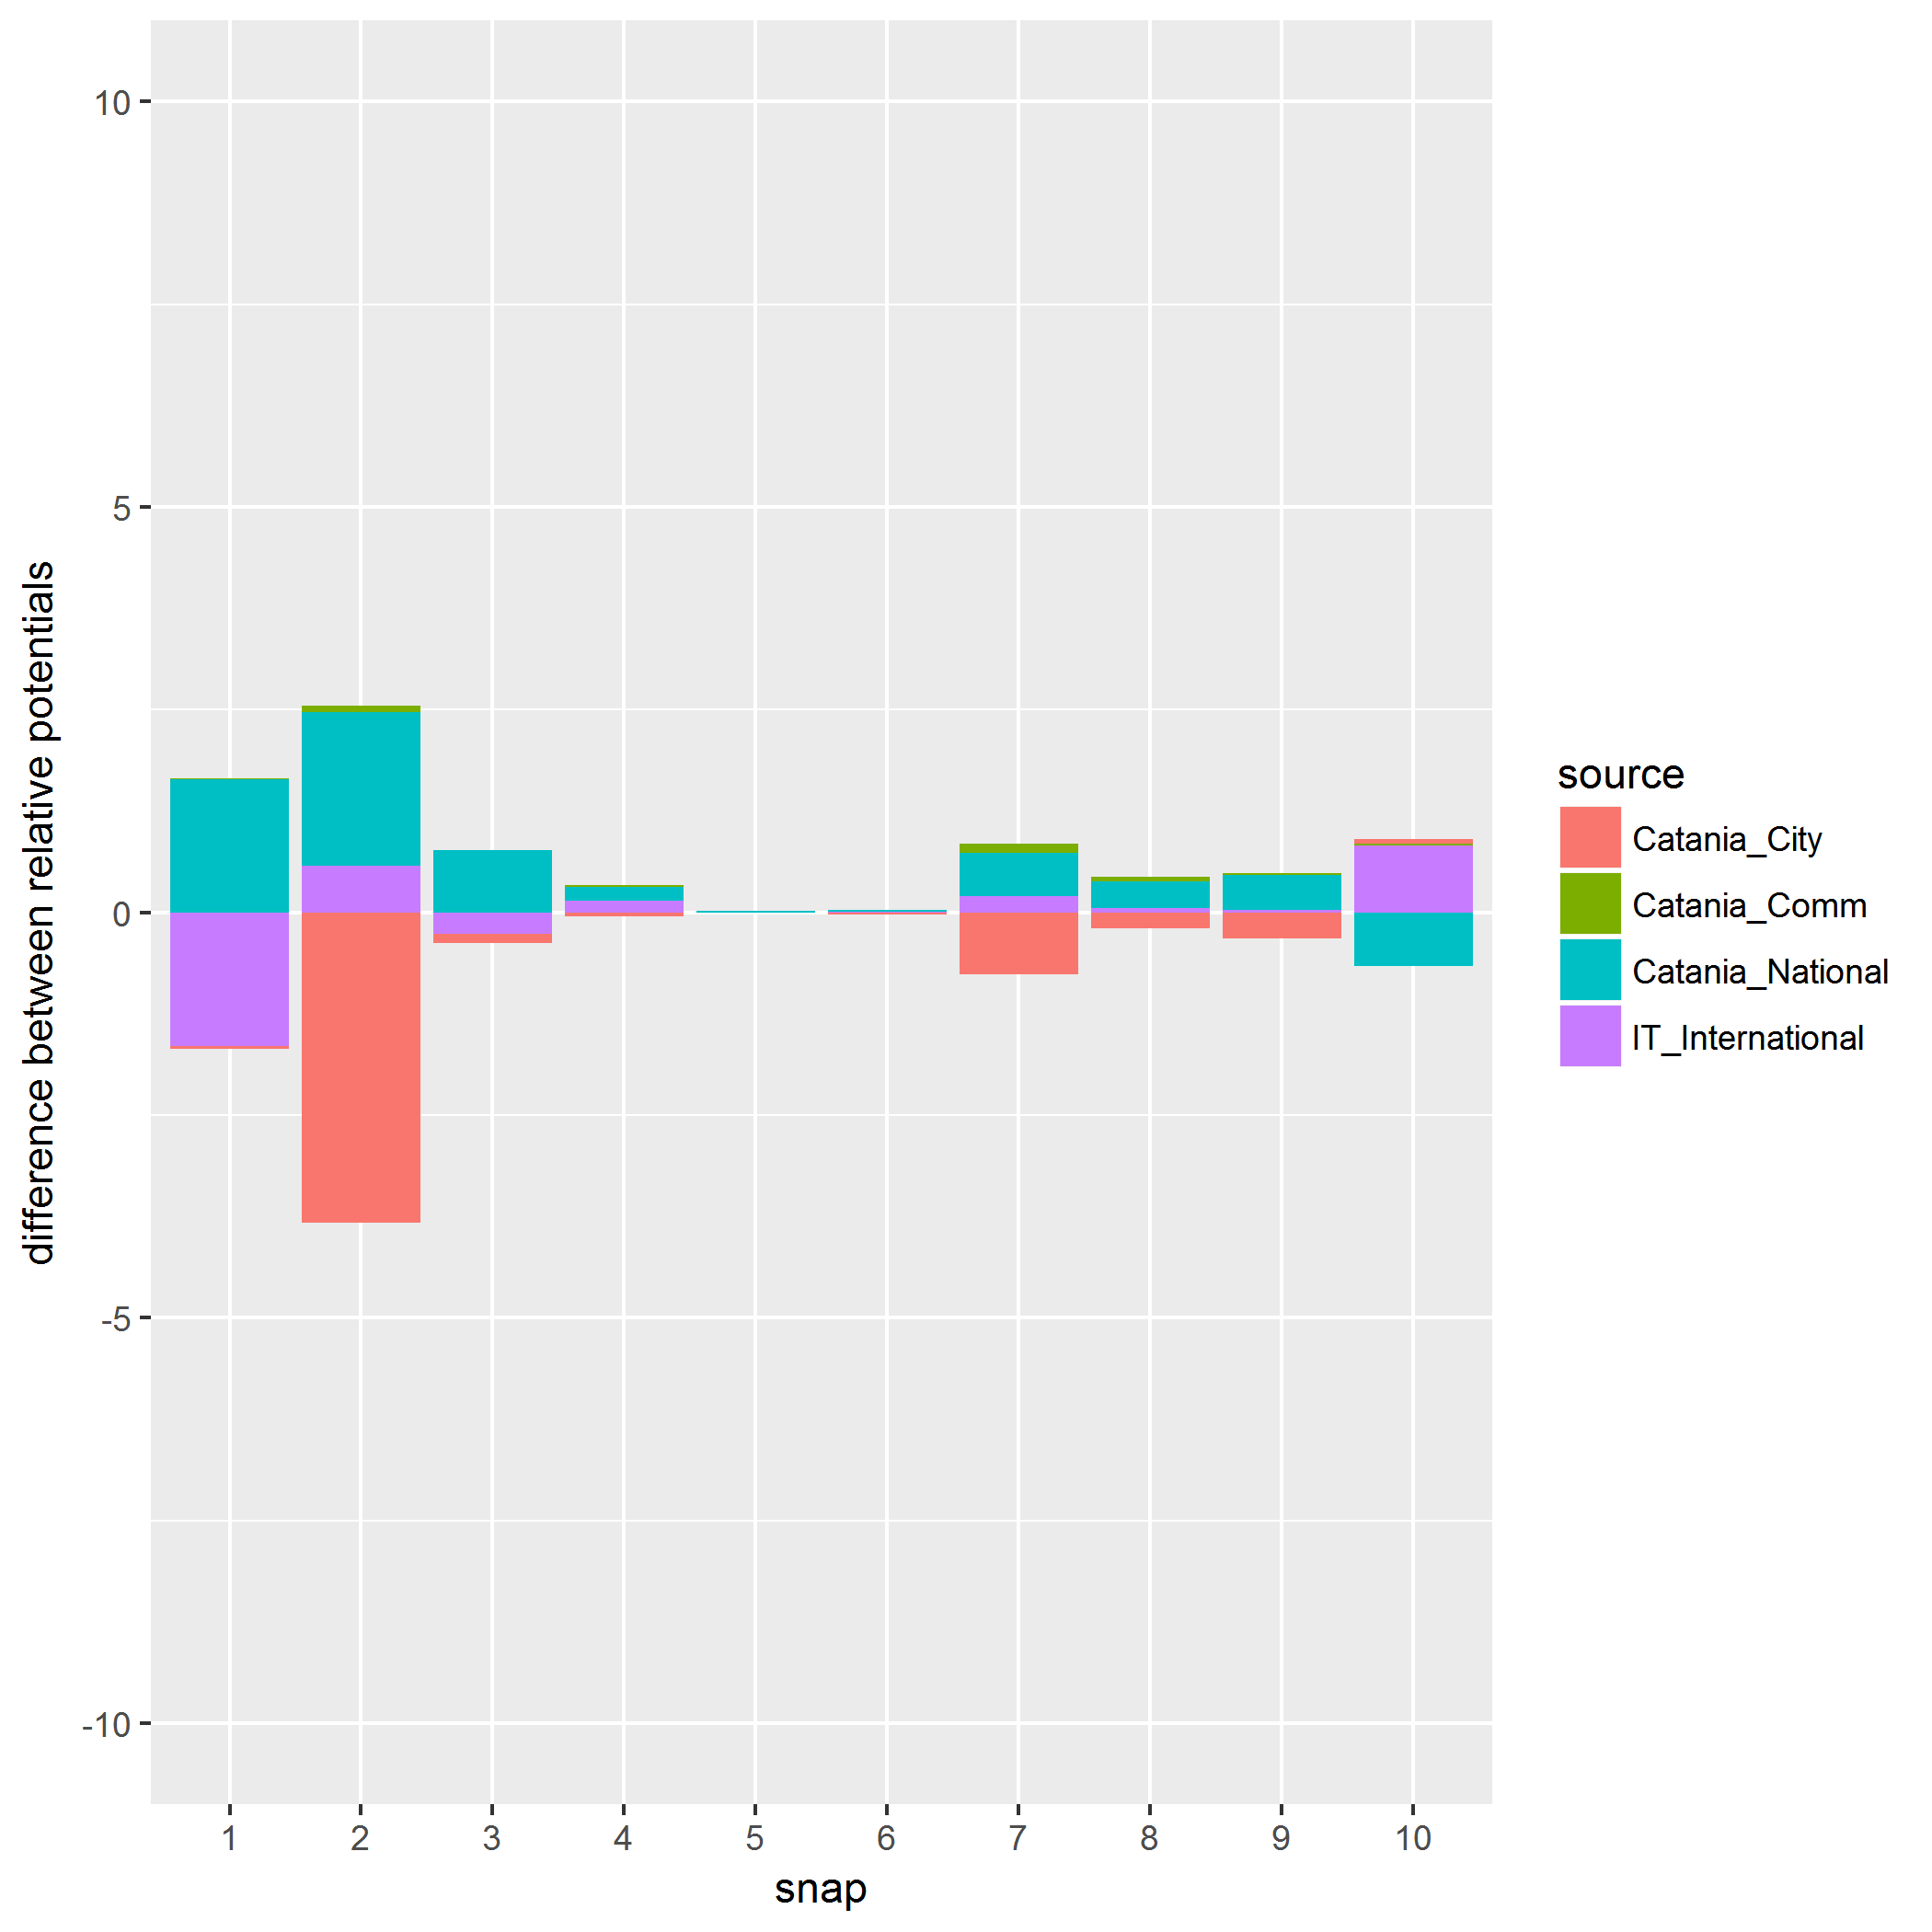 difference between relative potentials
10
5
0
-5
-10
1 2 3 4 5 6 7 8 9 10
snap
source
Catania_City
Catania_Comm
Catania_National
IT_International